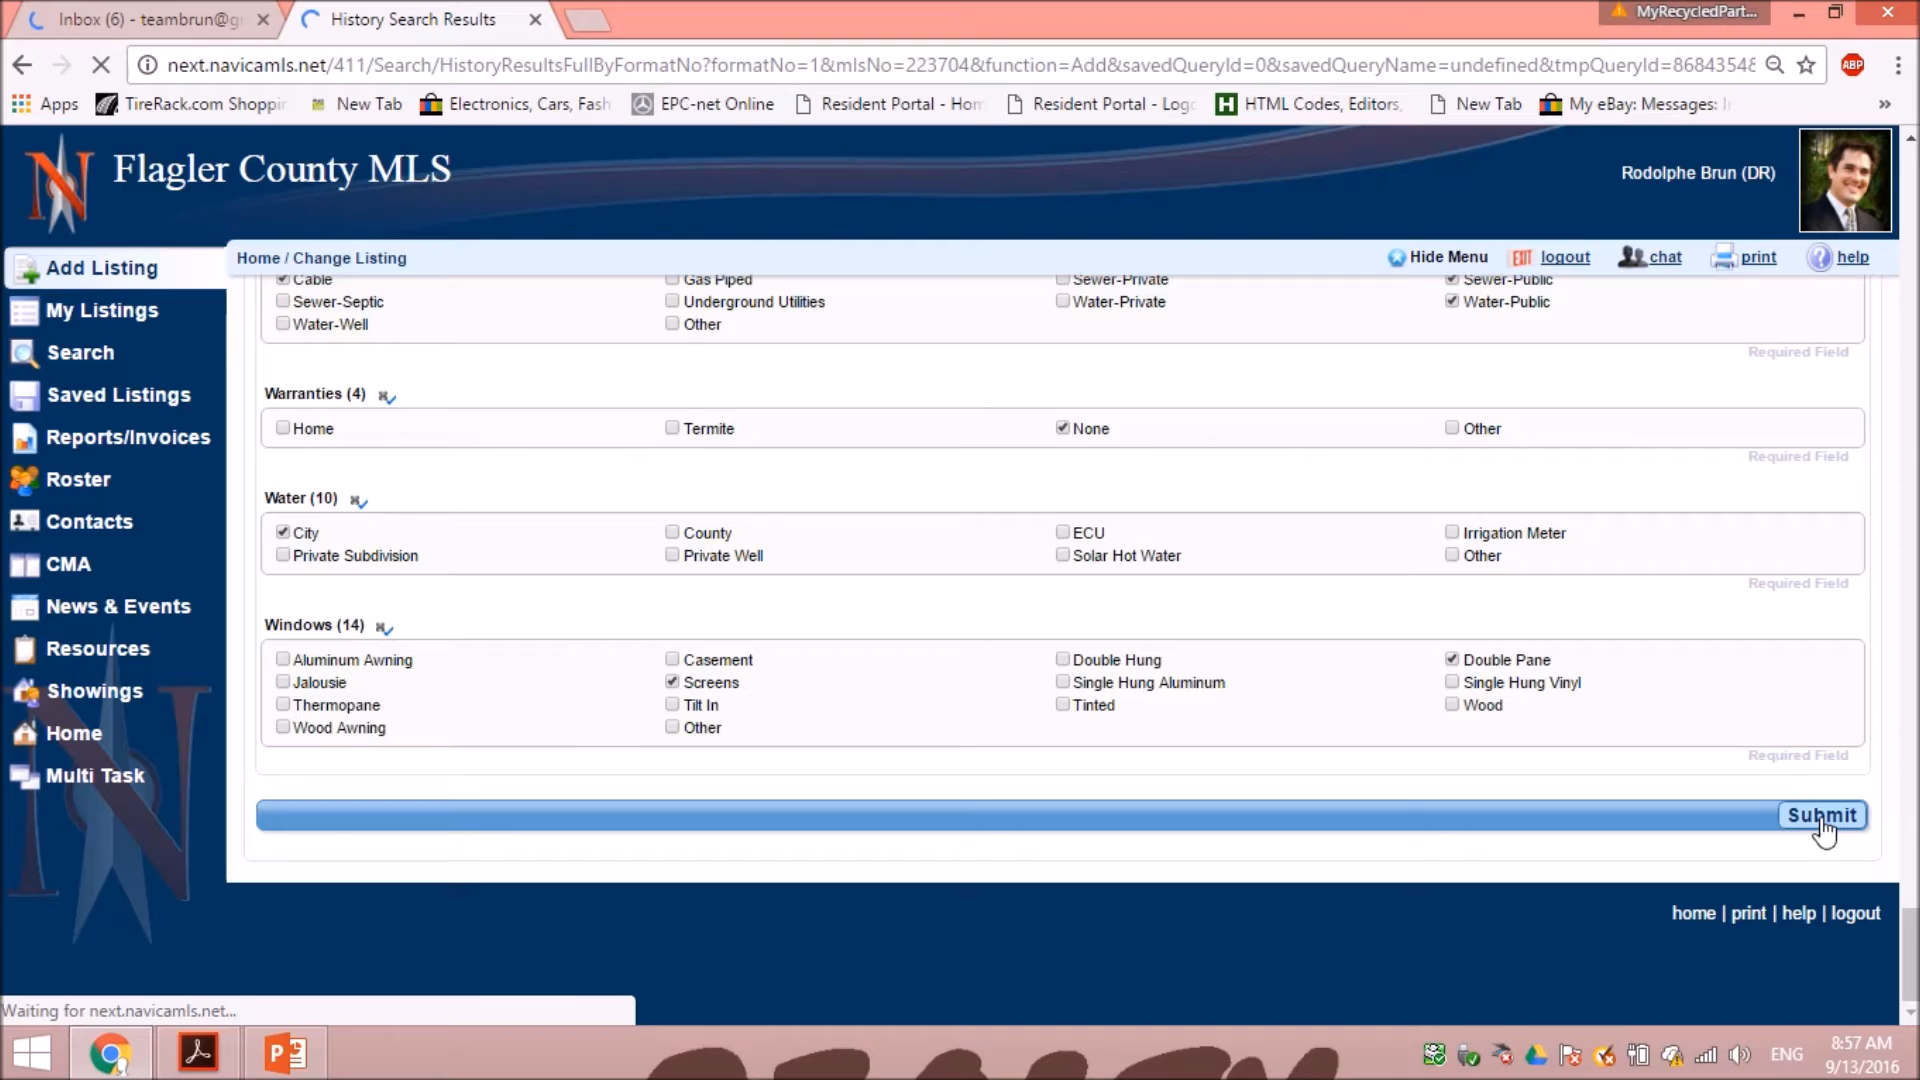 Inbox (6) - teambrun@g
History Search Results
MyRecycledPart...
next.navicamls.net/411/Search/HistoryResultsFullByFormatNo?formatNo=1&mlsNo=223704&function=Add&savedQueryId=0&savedQueryName=undefined&tmpQueryId=86843548
ABP
Apps
TireRack.com Shoppin
New Tab
Electronics, Cars, Fash
EPC-net Online
Resident Portal - Hom
Resident Portal - Logo
H HTML Codes, Editors,
New Tab
My eBay: Messages: In
»
N
Flagler County MLS
Rodolphe Brun (DR)
Home / Change Listing
Hide Menu
EXIT logout
chat
print
? help
Add Listing
My Listings
Search
Saved Listings
Reports/Invoices
Roster
Contacts
CMA
News & Events
Resources
Showings
Home
Multi Task
Cable Gas Piped Sewer-Private Sewer-Public
Sewer-Septic Underground Utilities Water-Private Water-Public
Water-Well Other
Required Field
Warranties (4)
Home Termite None Other
Required Field
Water (10)
City County ECU Irrigation Meter
Private Subdivision Private Well Solar Hot Water Other
Required Field
Windows (14)
Aluminum Awning Casement Double Hung Double Pane
Jalousie Screens Single Hung Aluminum Single Hung Vinyl
Thermopane Tilt In Tinted Wood
Wood Awning Other
Required Field
Submit
home | print | help | logout
Waiting for next.navicamls.net...
ENG
8:57 AM
9/13/2016